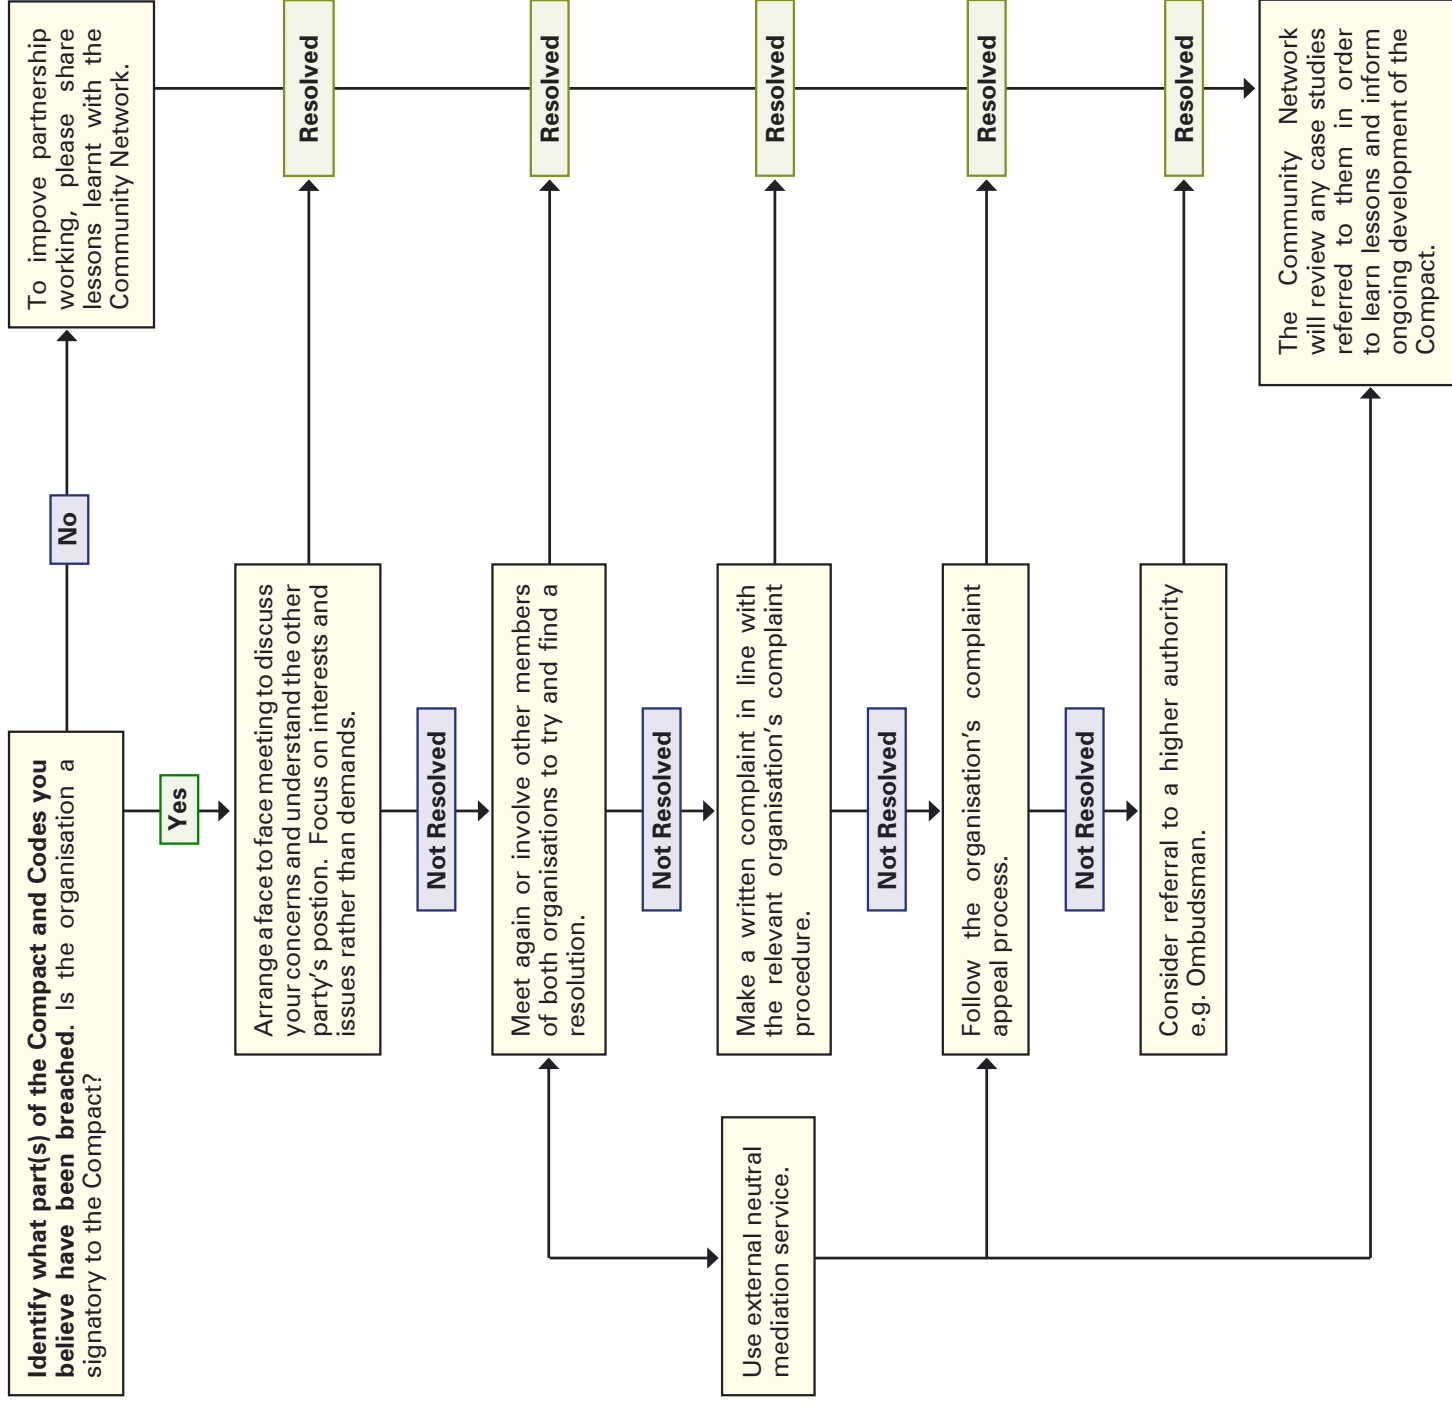 Identify what part(s) of the Compact and Codes you
believe have been breached. Is the organisation a
signatory to the Compact?
No
To impove partnership
working, please share
lessons learnt with the
Community Network.
Yes
Arrange a face to face meeting to discuss
your concerns and understand the other
party's postion. Focus on interests and
issues rather than demands.
Resolved
Not Resolved
Meet again or involve other members
of both organisations to try and find a
resolution.
Resolved
Not Resolved
Use external neutral
mediation service.
Make a written complaint in line with
the relevant organisation's complaint
procedure.
Resolved
Not Resolved
Follow the organisation's complaint
appeal process.
Resolved
Not Resolved
Consider referral to a higher authority
e.g. Ombudsman.
Resolved
The Community Network
will review any case studies
referred to them in order
to learn lessons and inform
ongoing development of the
Compact.